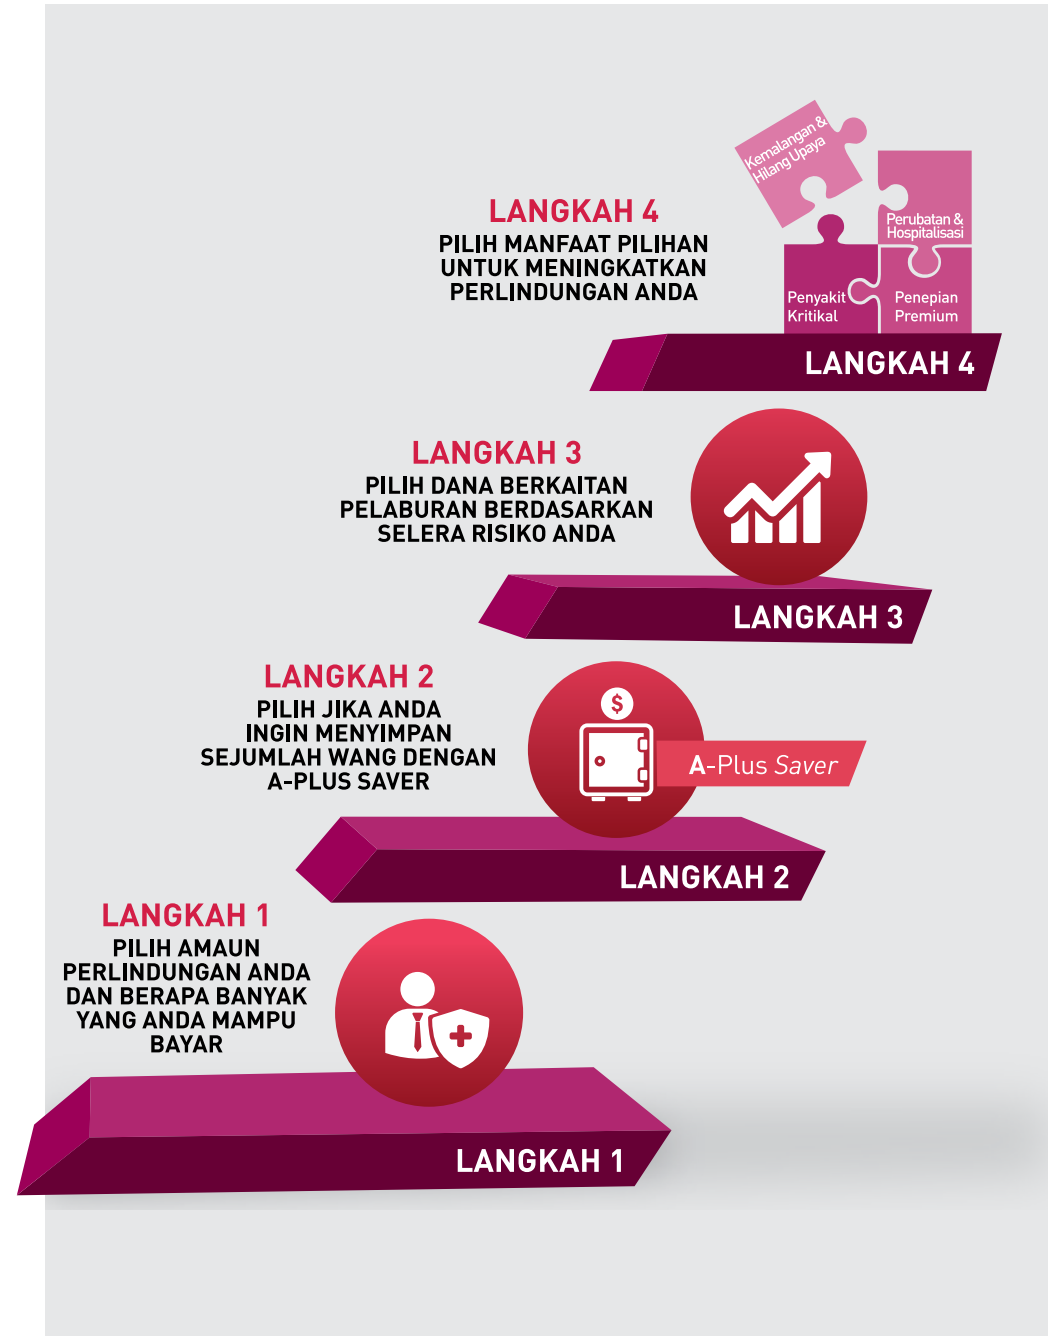 Kemalangan &
Hilang Upaya
Perubatan &
Hospitalisasi
Penyakit
Kritikal
Penepian
Premium
LANGKAH 4
PILIH MANFAAT PILIHAN
UNTUK MENINGKATKAN
PERLINDUNGAN ANDA
LANGKAH 4
LANGKAH 3
PILIH DANA BERKAITAN
PELABURAN BERDASARKAN
SELERA RISIKO ANDA
LANGKAH 3
LANGKAH 2
PILIH JIKA ANDA
INGIN MENYIMPAN
SEJUMLAH WANG DENGAN
A-PLUS SAVER
$
A-Plus Saver
LANGKAH 2
LANGKAH 1
PILIH AMAUN
PERLINDUNGAN ANDA
DAN BERAPA BANYAK
YANG ANDA MAMPU
BAYAR
LANGKAH 1